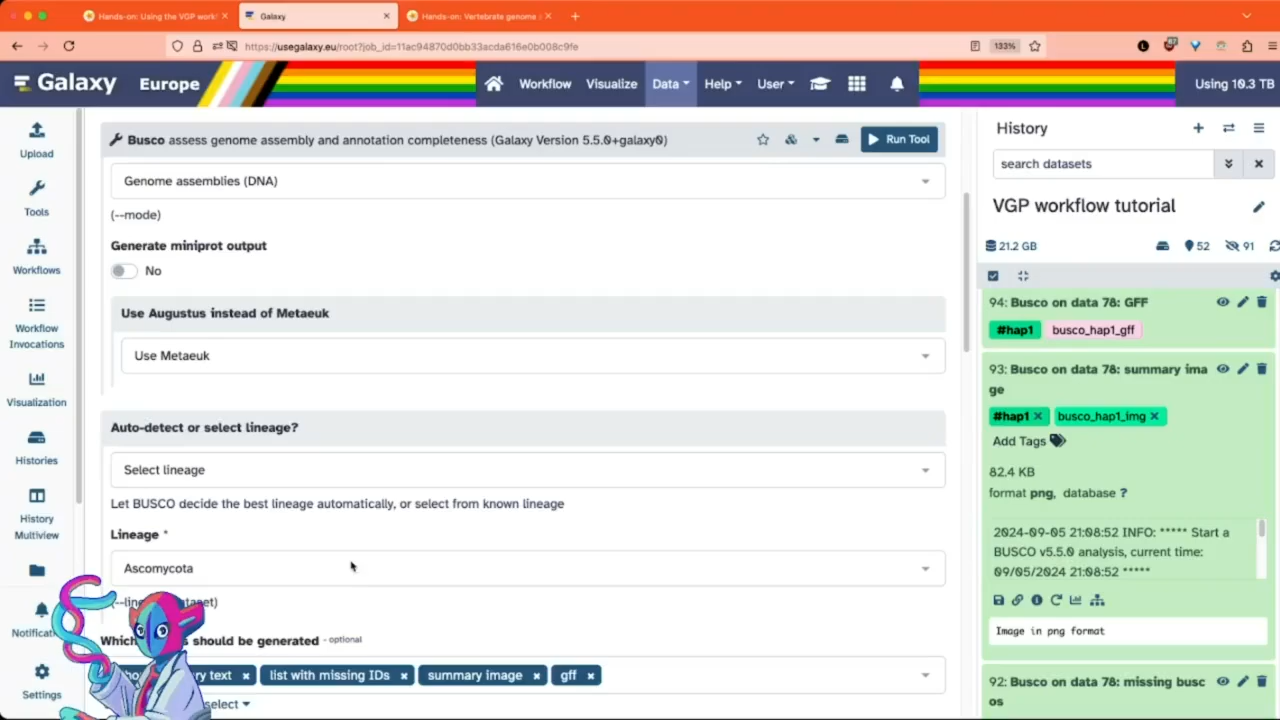 Hands-on: Using the VGP work
Galaxy
Hands-on: Vertebrate genome
https://usegalaxy.eu/root?job_id=11ac94870d0bb33acda616e0b008c9fe
133%
Galaxy
Europe
Workflow
Visualize
Data
Help
User
Using 10.3 TB
Upload
Tools
Workflows
Workflow
Invocations
Visualization
Histories
History
Multiview
Settings
Busco assess genome assembly and annotation completeness (Galaxy Version 5.5.0+galaxy0)
Run Tool
Genome assemblies (DNA)
(--mode)
Generate miniprot output
No
Use Augustus instead of Metaeuk
Use Metaeuk
Auto-detect or select lineage?
Select lineage
Let BUSCO decide the best lineage automatically, or select from known lineage
Lineage *
Ascomycota
should be generated - optional
text
list with missing IDs
summary image
gff
select
History
search datasets
VGP workflow tutorial
21.2 GB
52
91
94: Busco on data 78: GFF
#hap1
busco_hap1_gff
93: Busco on data 78: summary ima
ge
#hap1
busco_hap1_img
Add Tags
82.4 KB
format png, database ?
2024-09-05 21:08:52 INFO: ***** Start a
BUSCO v5.5.0 analysis, current time:
09/05/2024 21:08:52 *****
Image in png format
92: Busco on data 78: missing busc
os